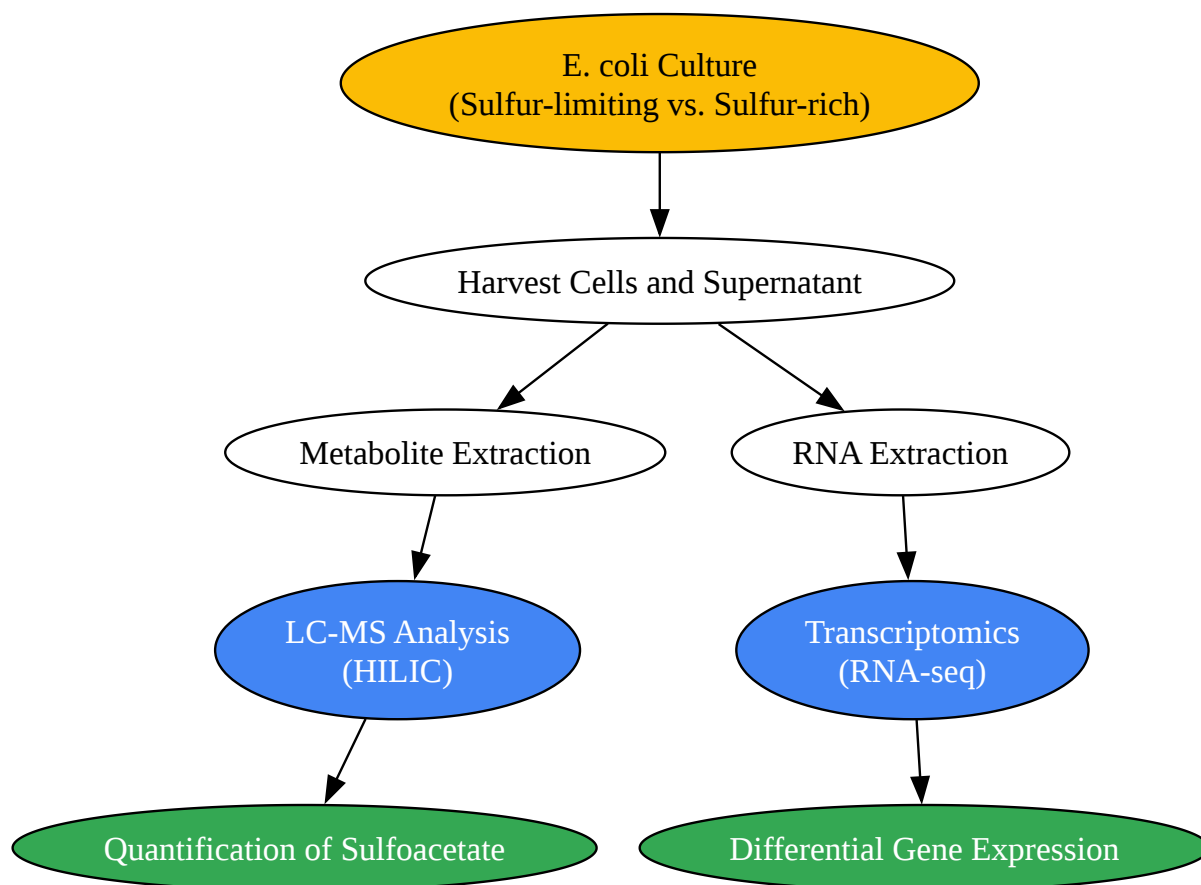 E. coli Culture
(Sulfur-limiting vs. Sulfur-rich)
Harvest Cells and Supernatant
Metabolite Extraction
RNA Extraction
LC-MS Analysis
(HILIC)
Transcriptomics
(RNA-seq)
Quantification of Sulfoacetate
Differential Gene Expression